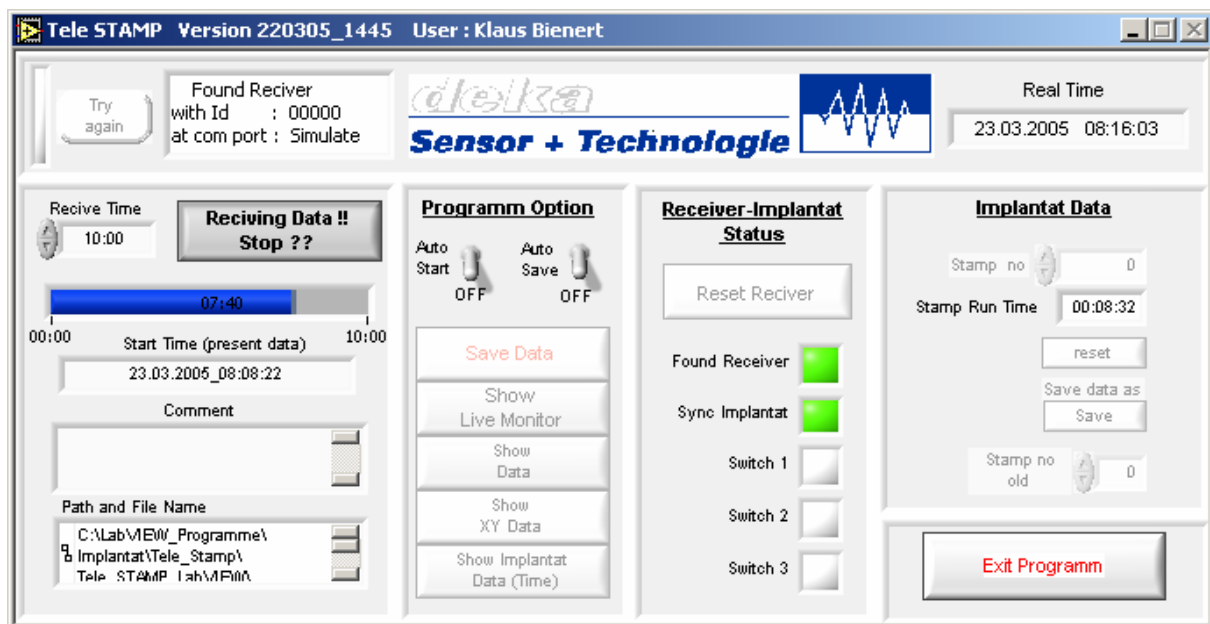 Tele STAMP Version 220305_1445 User : Klaus Bienert
Try
again
Found Reciver
with Id : 00000
at com port : Simulate
deka
Sensor + Technologie
Real Time
23.03.2005 08:16:03
Recive Time
10:00
Reciving Data !!
Stop ??
07:40
00:00
10:00
Start Time (present data)
23.03.2005_08:08:22
Comment
Path and File Name
C:\LabVIEW_Programme\
Implantat\Tele_Stamp\
Tele_STAMP_LabVIEW\
Programm Option
Auto
Start
OFF
Auto
Save
OFF
Save Data
Show
Live Monitor
Show
Data
Show
XY Data
Show Implantat
Data (Time)
Receiver-Implantat
Status
Reset Reciver
Found Receiver
Sync Implantat
Switch 1
Switch 2
Switch 3
Implantat Data
Stamp no 0
Stamp Run Time 00:08:32
reset
Save data as
Save
Stamp no
old
0
Exit Programm